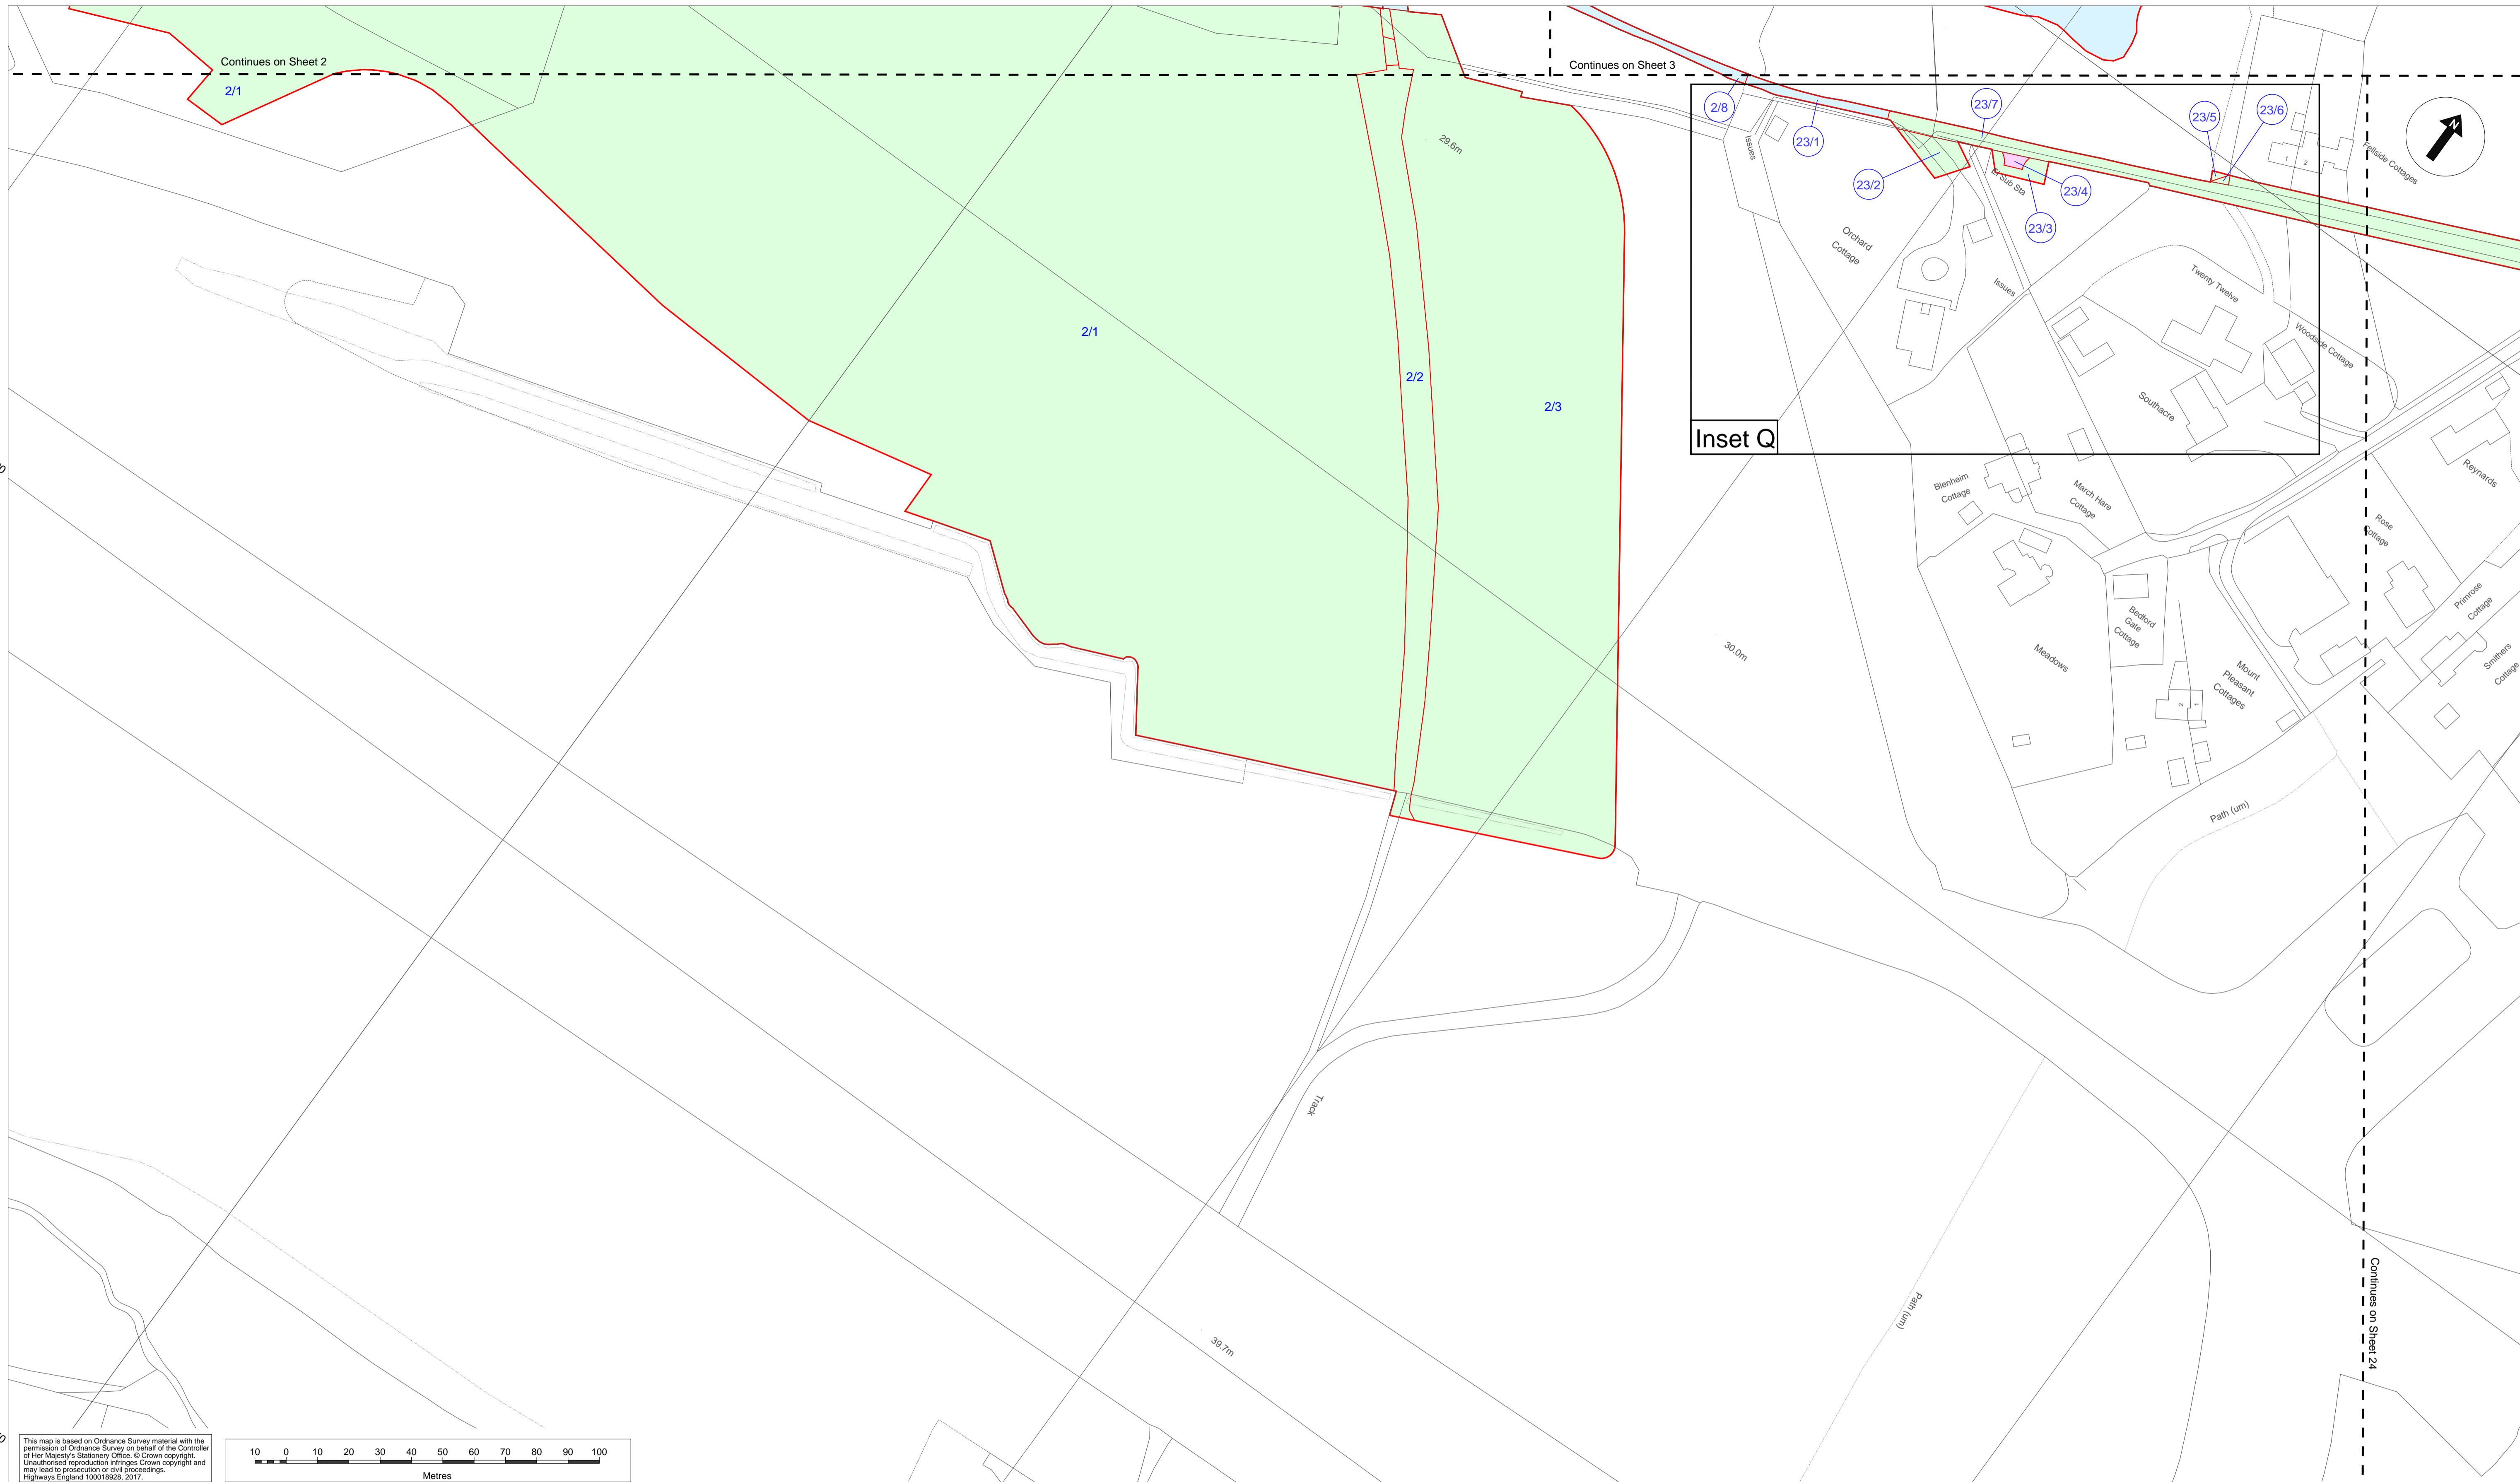 Continues on Sheet 2
2/1
Continues on Sheet 3
29.6m
2/8
23/1
23/7
23/5
23/6
N
Issues
23/2
El Sub Sta
23/4
23/3
1
2
Fellside Cottages
Orchard
Cottage
Issues
Twenty Twelve
Woodside Cottage
2/1
2/2
2/3
Southacre
Inset Q
Blenheim
Cottage
March Hare
Cottage
Reynards
Rose
Cottage
Primrose
Cottage
Smithers
Cottage
Bedford
Gate
Cottage
Meadows
30.0m
Mount
Pleasant
Cottages
2
1
Path (um)
Track
Path (um)
39.7m
Continues on Sheet 24
This map is based on Ordnance Survey material with the
permission of Ordnance Survey on behalf of the Controller
of Her Majesty's Stationery Office. © Crown copyright.
Unauthorised reproduction infringes Crown copyright and
may lead to prosecution or civil proceedings.
Highways England 100018928, 2017.
10 0 10 20 30 40 50 60 70 80 90 100
Metres